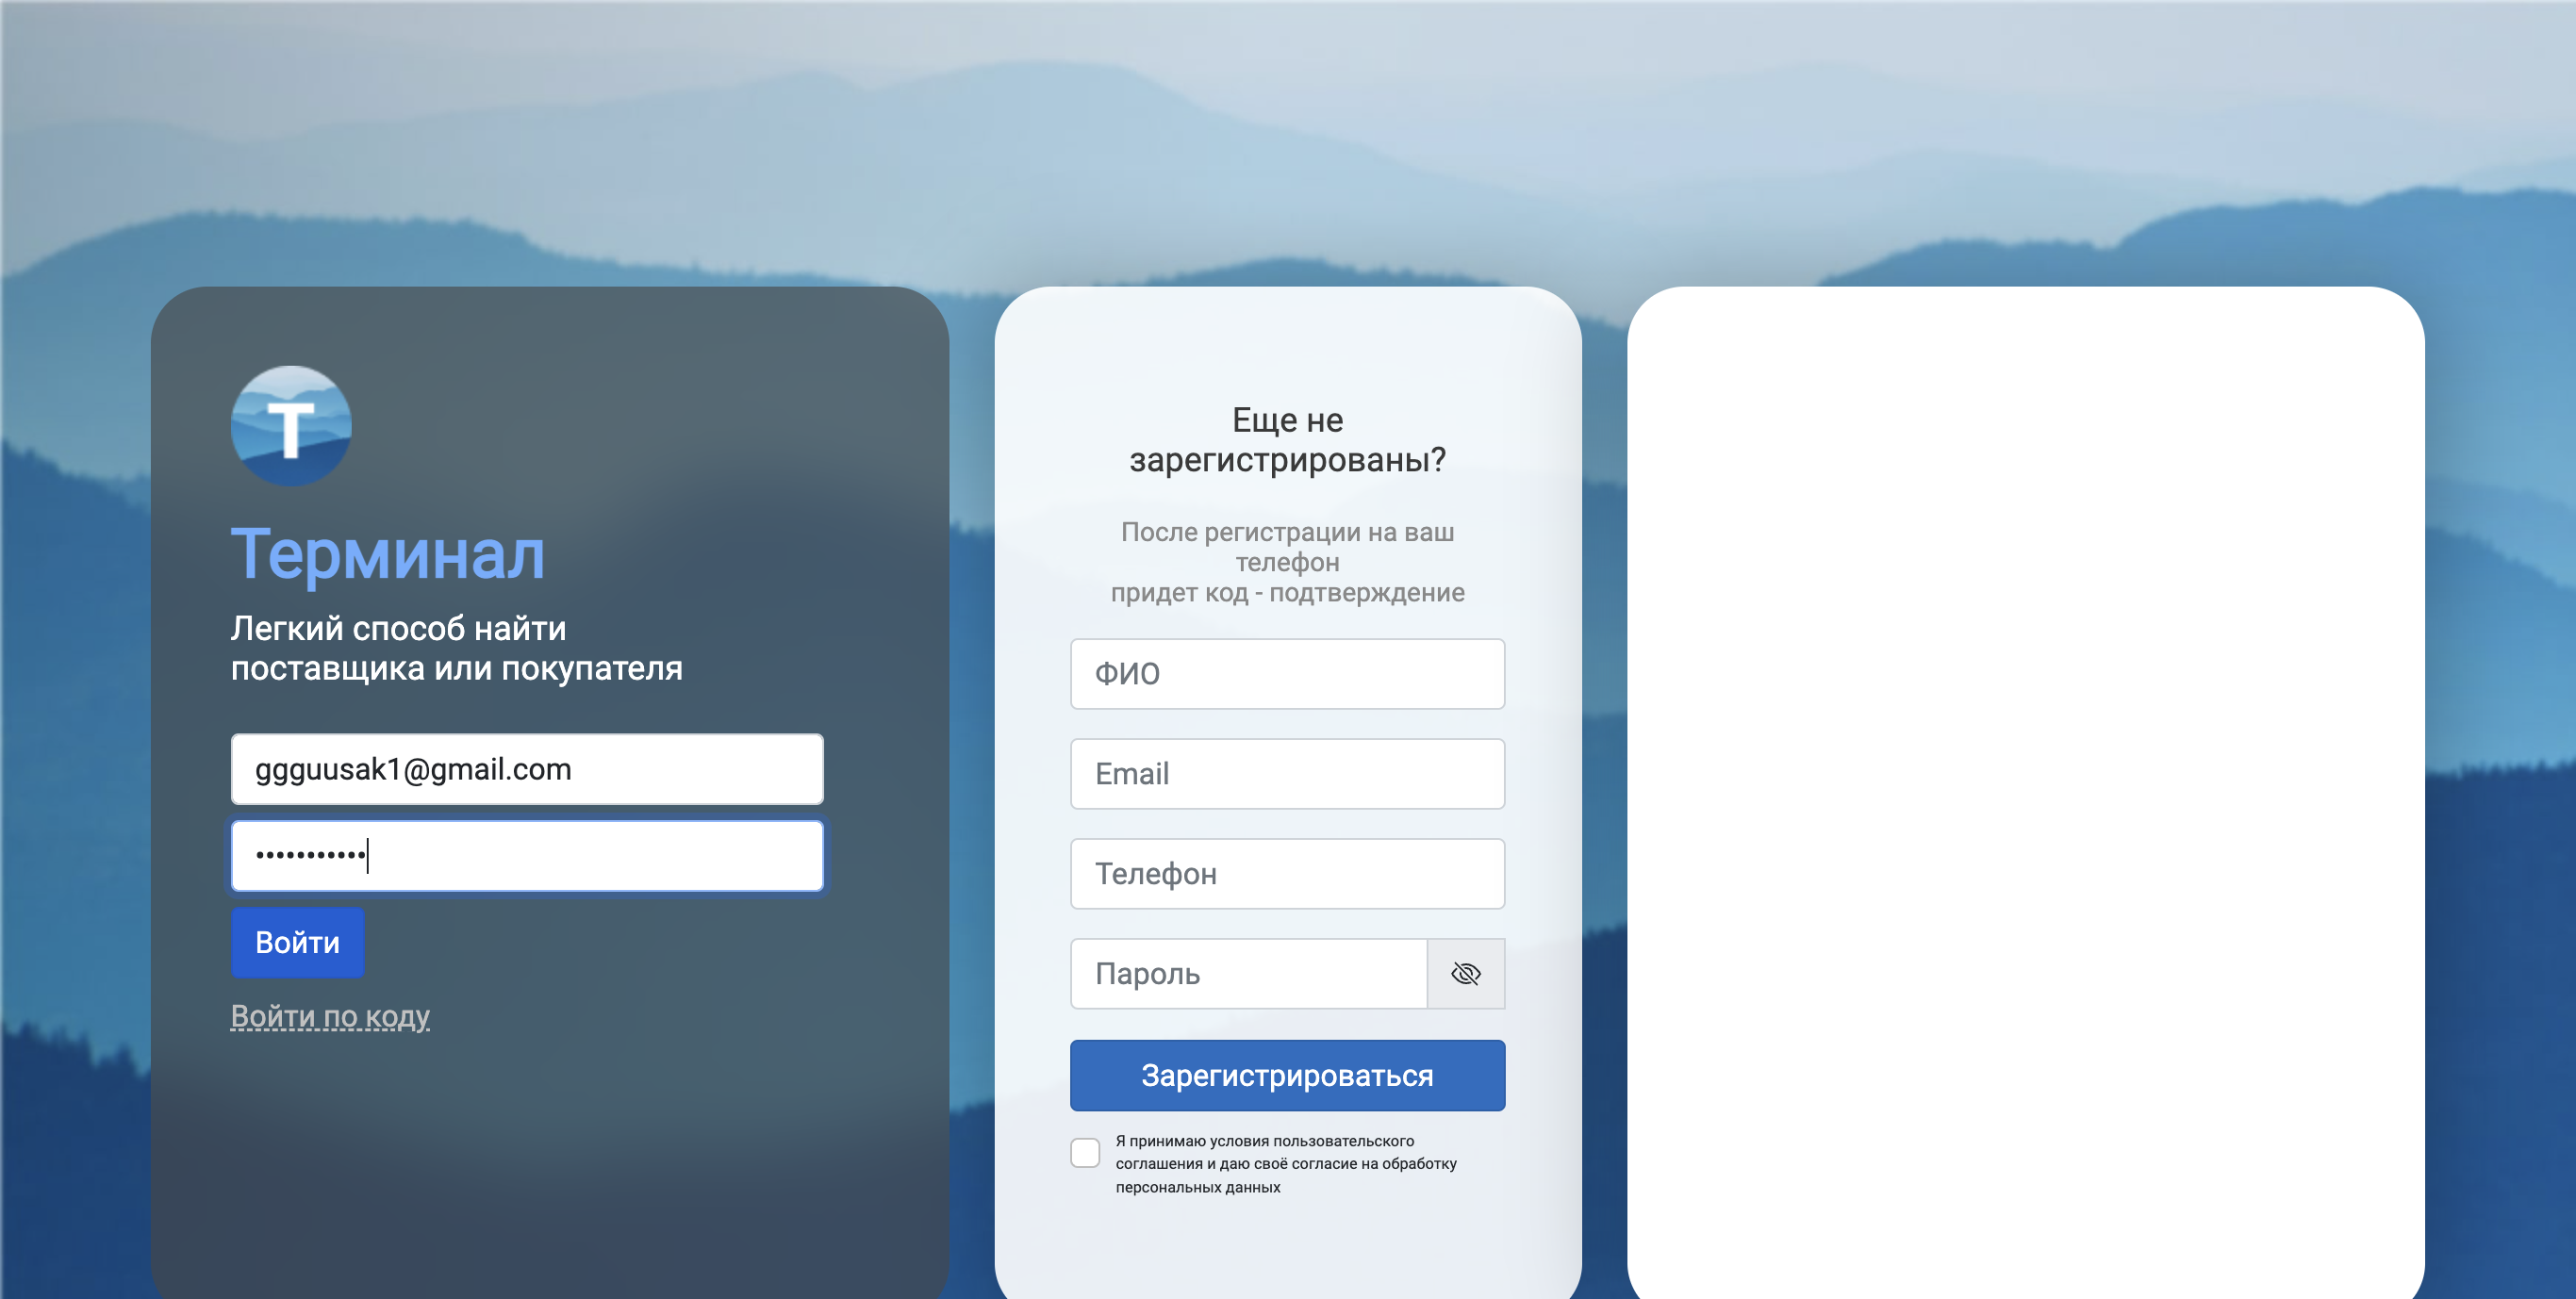 T
Терминал
Легкий способ найти
поставщика или покупателя
ggguusak1@gmail.com
•••••••••••
Войти
Войти по коду
Еще не
зарегистрированы?
После регистрации на ваш
телефон
придет код - подтверждение
ФИО
Email
Телефон
Пароль
Зарегистрироваться
Я принимаю условия пользовательского
соглашения и даю своё согласие на обработку
персональных данных